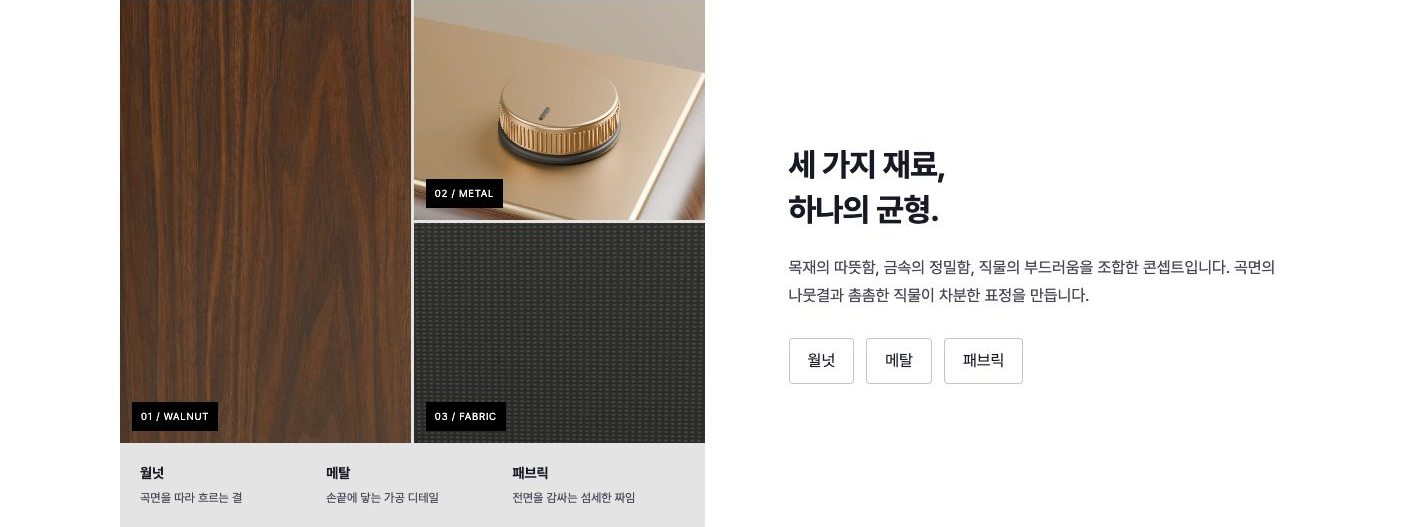 02 / METAL
01 / WALNUT
03 / FABRIC
월넛
곡면을 따라 흐르는 결
메탈
손끝에 닿는 가공 디테일
패브릭
전면을 감싸는 섬세한 짜임
세 가지 재료,
하나의 균형.
목재의 따뜻함, 금속의 정밀함, 직물의 부드러움을 조합한 콘셉트입니다. 곡면의
나뭇결과 촘촘한 직물이 차분한 표정을 만듭니다.
월넛
메탈
패브릭